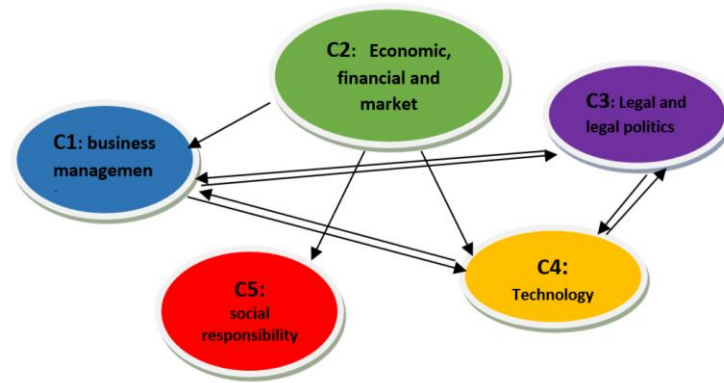 C2: Economic,
financial and
market
C3: Legal and
legal politics
C1: business
managemen
.
C4:
Technology
C5:
social
responsibility